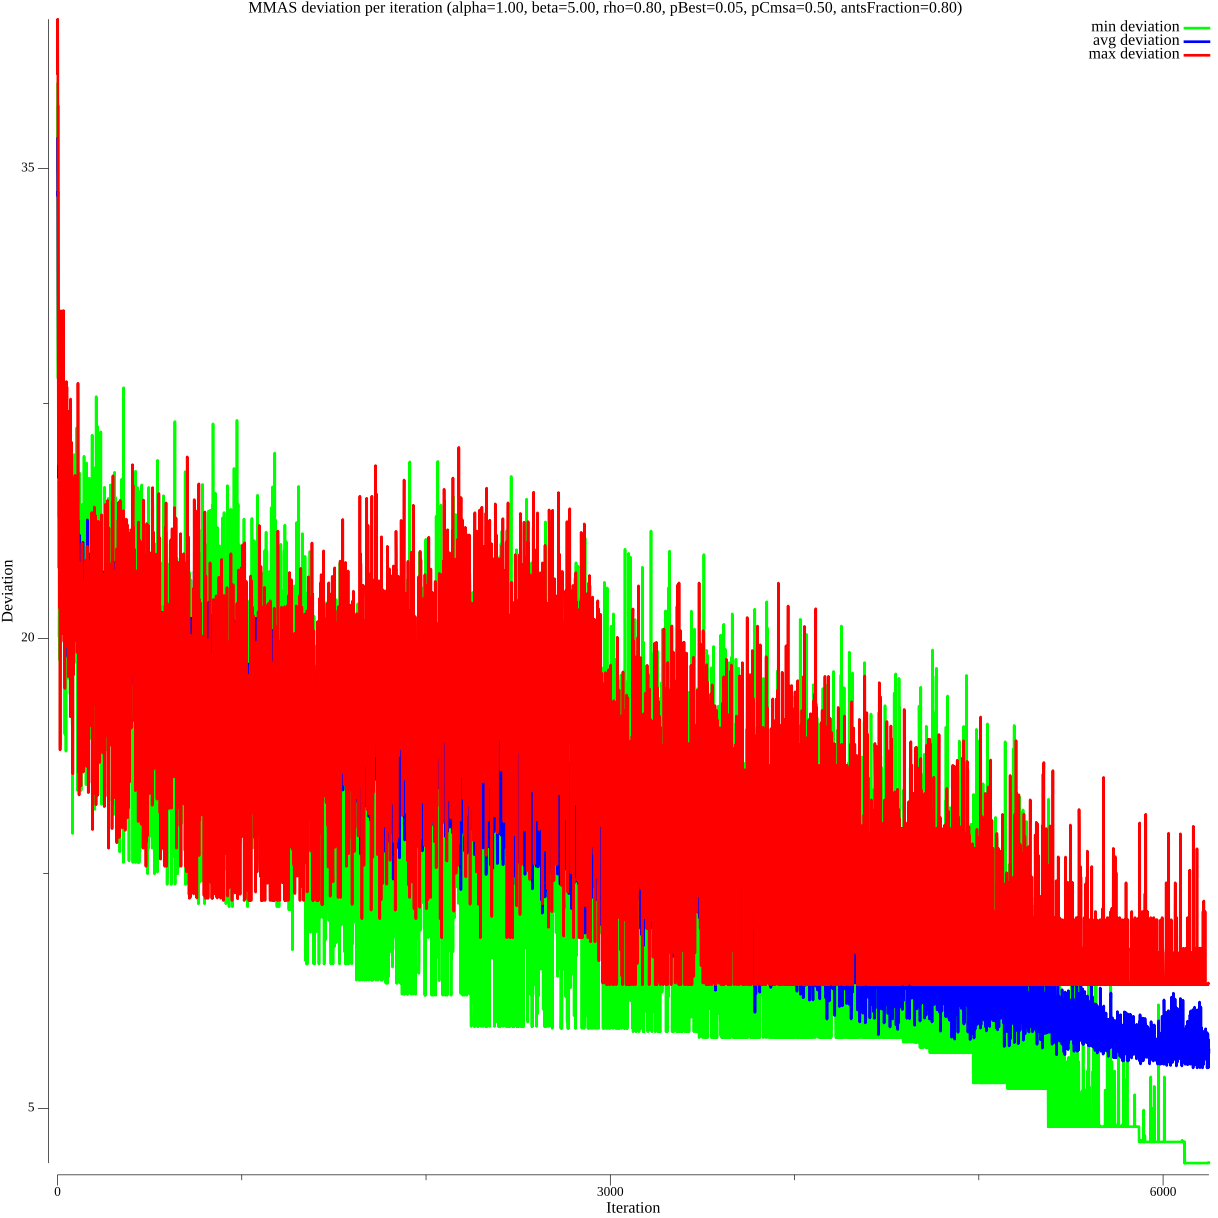 MMAS deviation per iteration (alpha=1.00, beta=5.00, rho=0.80, pBest=0.05, pCmsa=0.50, antsFraction=0.80)
min deviation
avg deviation
max deviation
35
20
5
Deviation
0
3000
6000
Iteration